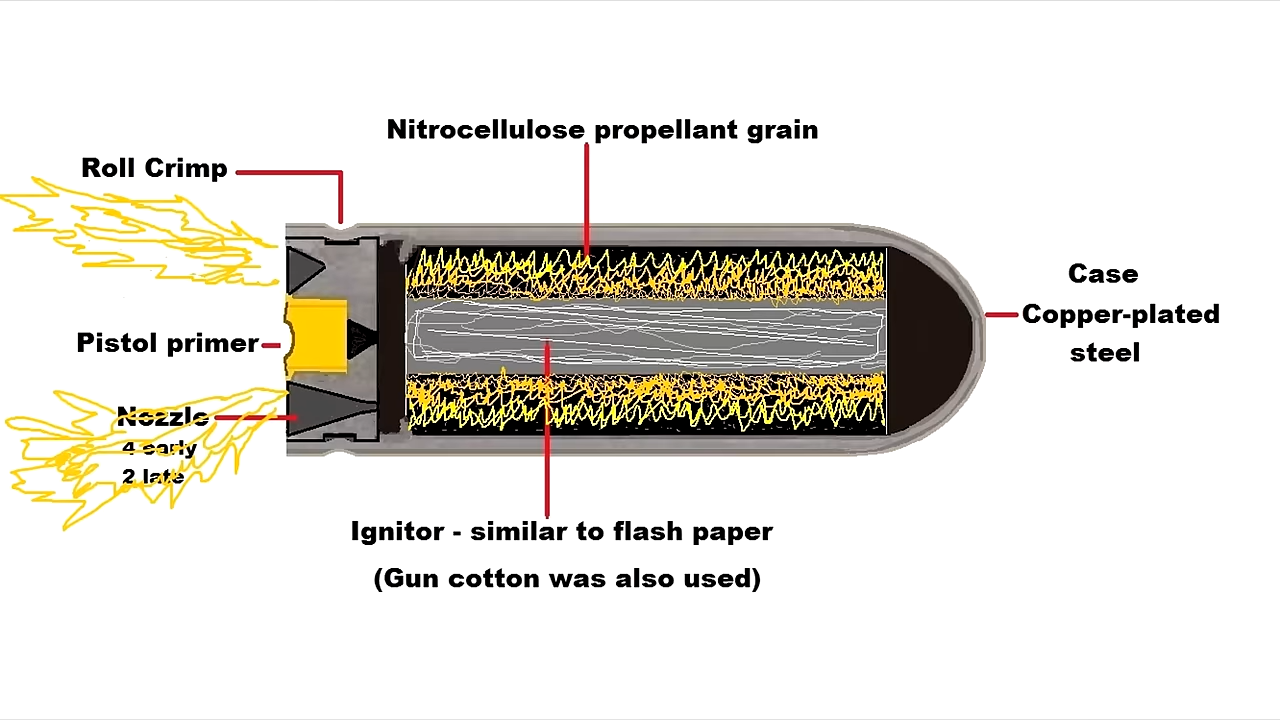 Nitrocellulose propellant grain
Roll Crimp
Case
Copper-plated
steel
Pistol primer
Nozzle
4 early
2 late
Ignitor - similar to flash paper
(Gun cotton was also used)